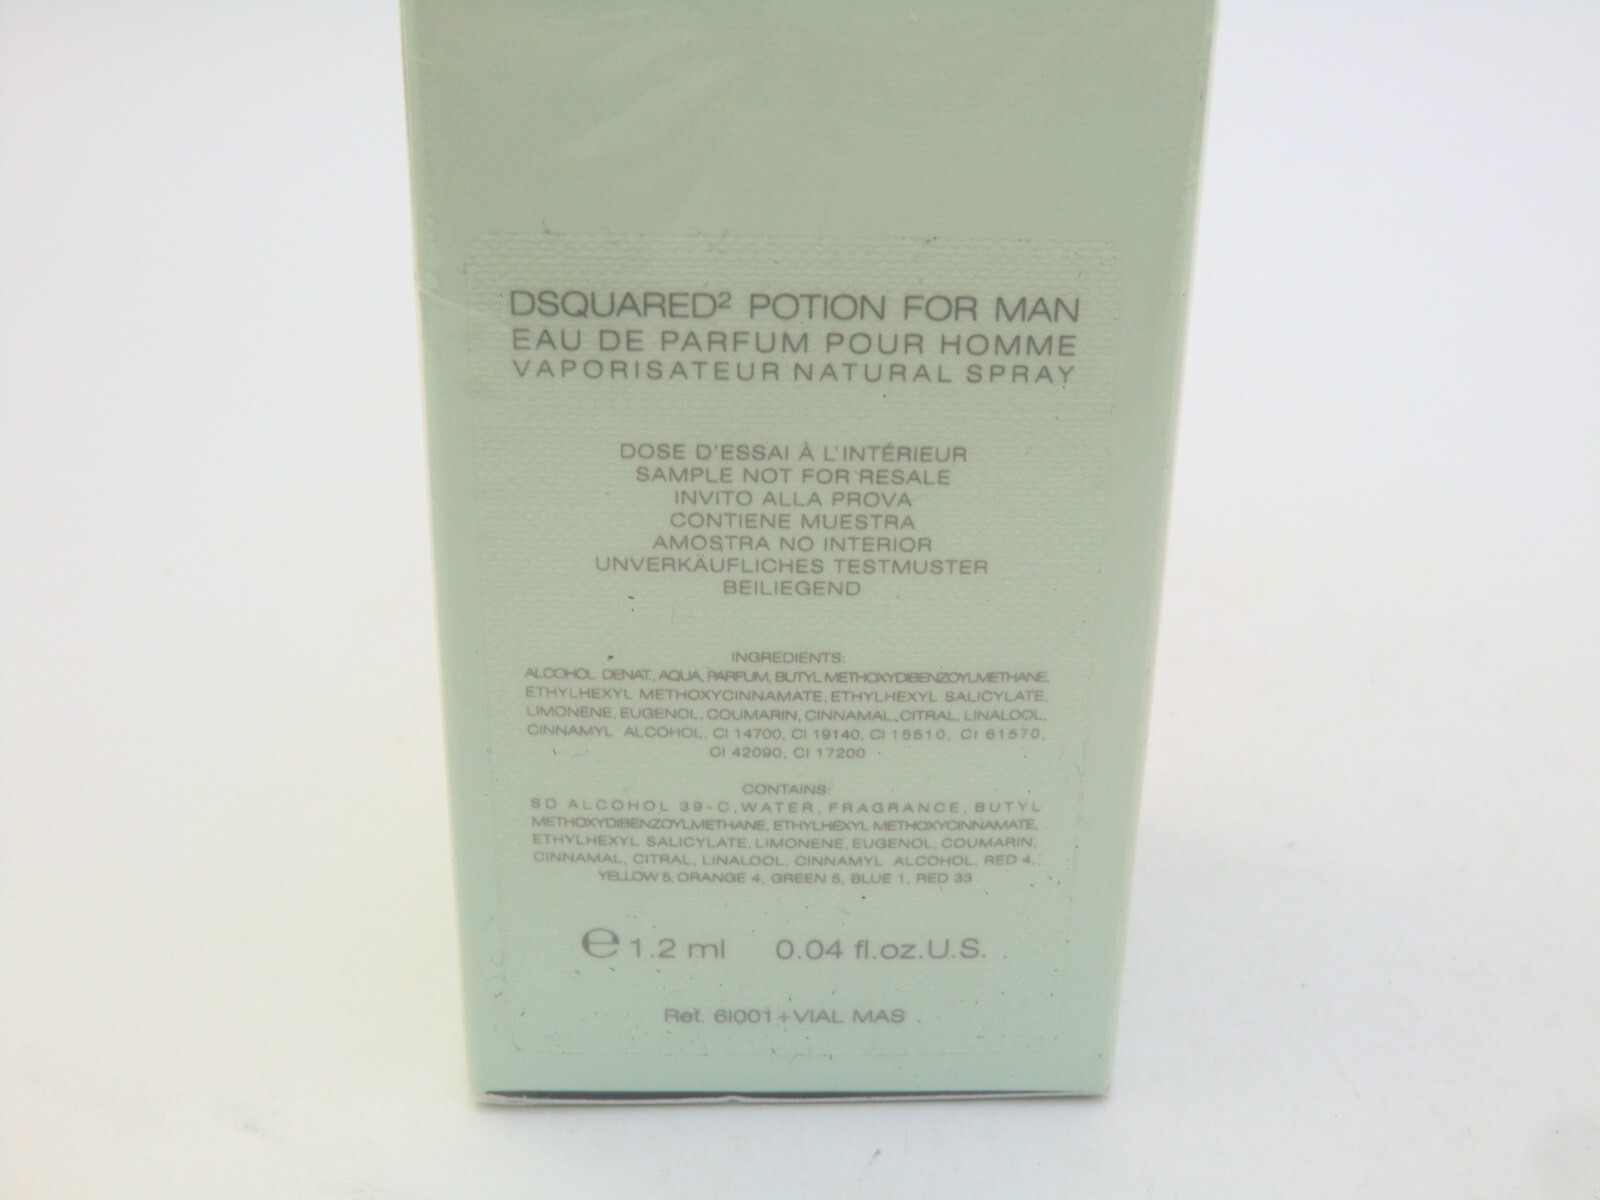 DSQUARED² POTION FOR MAN
EAU DE PARFUM POUR HOMME
VAPORISATEUR NATURAL SPRAY
DOSE D'ESSAI À L'INTÉRIEUR
SAMPLE NOT FOR RESALE
INVITO ALLA PROVA
CONTIENE MUESTRA
AMOSTRA NO INTERIOR
UNVERKÄUFLICHES TESTMUSTER
BEILIEGEND
INGREDIENTS:
ALCOHOL DENAT., AQUA, PARFUM, BUTYL METHOXYDIBENZOYLMETHANE,
ETHYLHEXYL METHOXYCINNAMATE, ETHYLHEXYL SALICYLATE,
LIMONENE, EUGENOL, COUMARIN, CINNAMAL, CITRAL, LINALOOL,
CINNAMYL ALCOHOL, CI 14700, CI 19140, CI 15510, CI 61570,
CI 42090, CI 17200
CONTAINS:
SD ALCOHOL 39-C, WATER, FRAGRANCE, BUTYL
METHOXYDIBENZOYLMETHANE, ETHYLHEXYL METHOXYCINNAMATE,
ETHYLHEXYL SALICYLATE, LIMONENE, EUGENOL, COUMARIN,
CINNAMAL, CITRAL, LINALOOL, CINNAMYL ALCOHOL, RED 4,
YELLOW 5, ORANGE 4, GREEN 5, BLUE 1, RED 33
℮ 1.2 ml 0.04 fl.oz.U.S.
Ref. 6I001+VIAL MAS